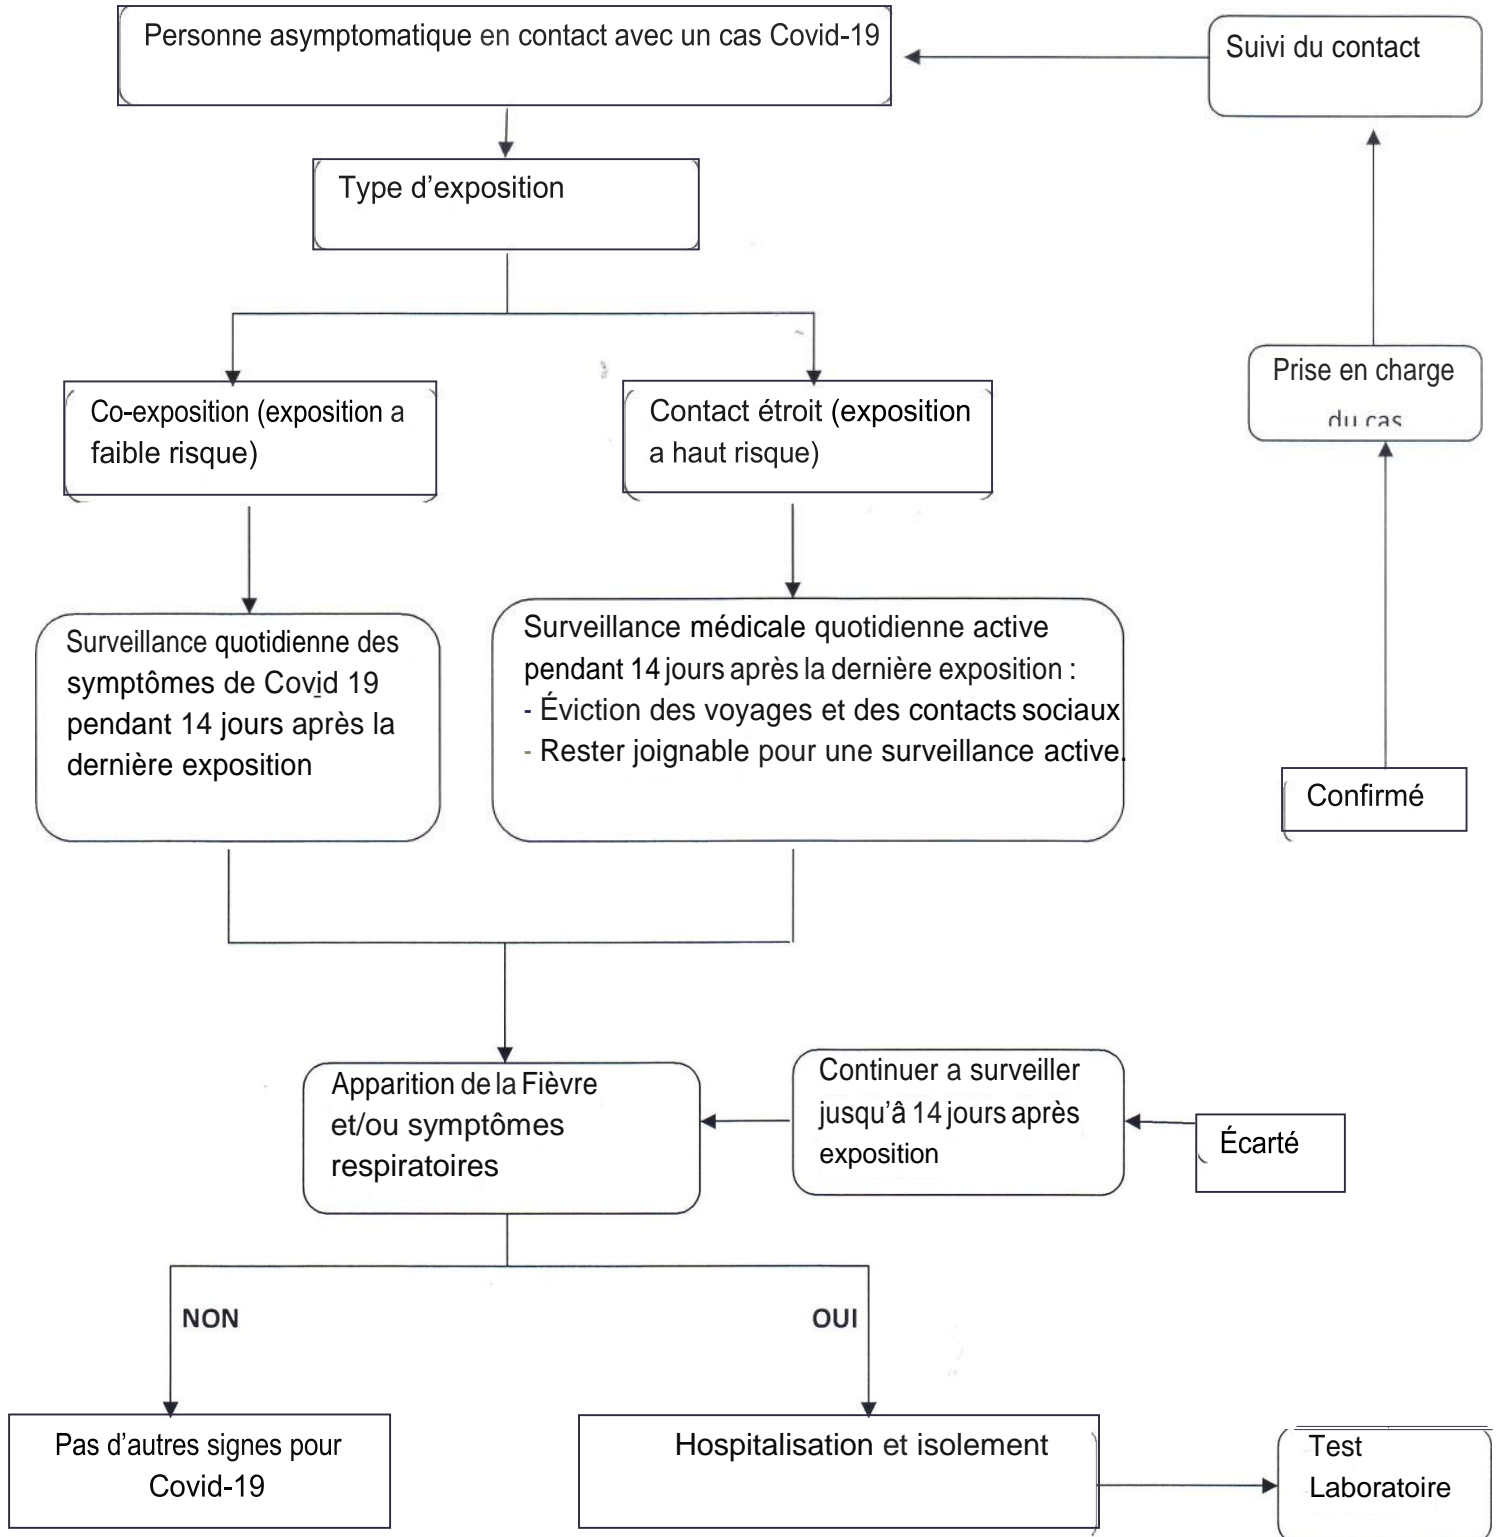 Personne asymptomatique en contact avec un cas Covid-19
Suivi du contact
Type d'exposition
Prise en charge
du cas
Co-exposition (exposition a
faible risque)
Contact étroit (exposition
a haut risque)
Surveillance quotidienne des
symptômes de Covid 19
pendant 14 jours après la
dernière exposition
Surveillance médicale quotidienne active
pendant 14 jours après la dernière exposition :
- Éviction des voyages et des contacts sociaux
- Rester joignable pour une surveillance active.
Confirmé
Apparition de la Fièvre
et/ou symptômes
respiratoires
Continuer a surveiller
jusqu'â 14 jours après
exposition
Écarté
NON
OUI
Pas d'autres signes pour
Covid-19
Hospitalisation et isolement
Test
Laboratoire